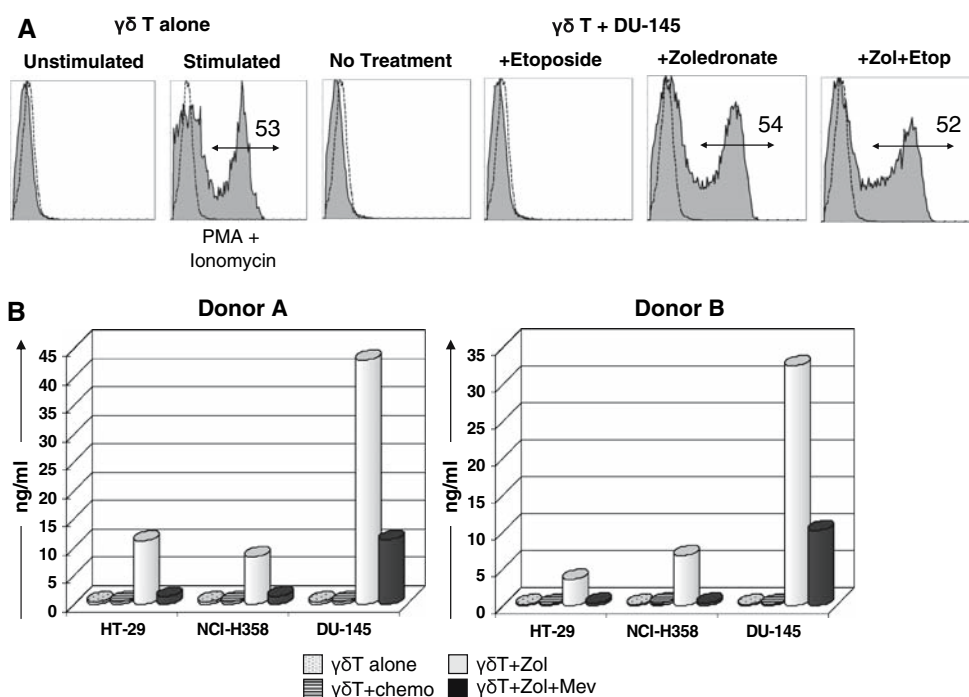 A
γδ T alone
γδ T + DU-145
Unstimulated
Stimulated
No Treatment
+Etoposide
+Zoledronate
+Zol+Etop
53
54
52
PMA +
Ionomycin
B
Donor A
Donor B
45
40
35
30
25
20
15
10
5
0
ng/ml
HT-29
NCI-H358
DU-145
35
30
25
20
15
10
5
0
ng/ml
HT-29
NCI-H358
DU-145
γδT alone
γδT+Zol
γδT+chemo
γδT+Zol+Mev